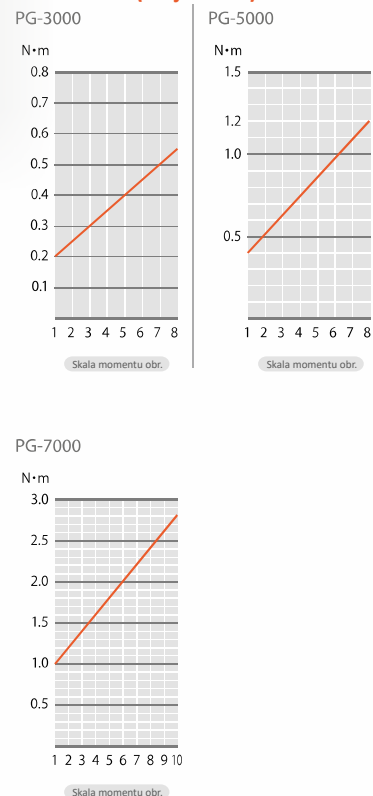 PG-3000
N•m
0.8
0.7
0.6
0.5
0.4
0.3
0.2
0.1
1 2 3 4 5 6 7 8
Skala momentu obr.
PG-5000
N•m
1.5
1.2
1.0
0.5
1 2 3 4 5 6 7 8
Skala momentu obr.
PG-7000
N•m
3.0
2.5
2.0
1.5
1.0
0.5
1 2 3 4 5 6 7 8 9 10
Skala momentu obr.